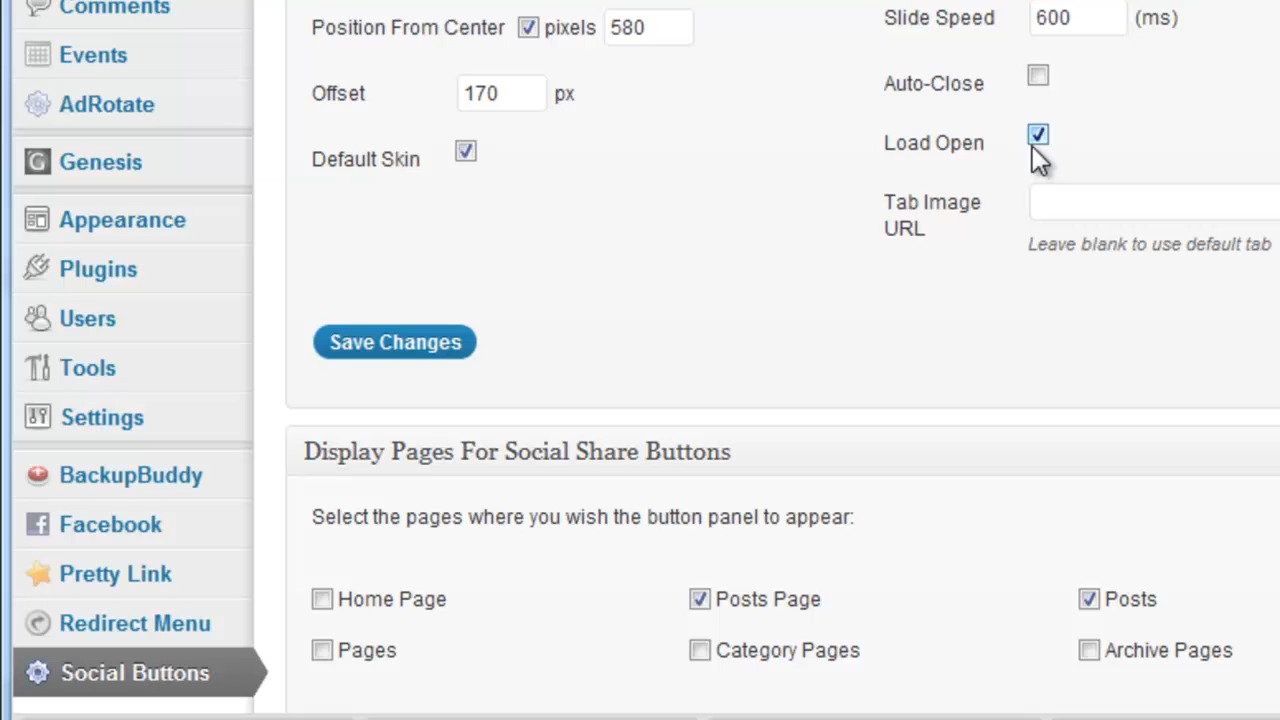 Comments
Events
AdRotate
Genesis
Appearance
Plugins
Users
Tools
Settings
BackupBuddy
Facebook
Pretty Link
Redirect Menu
Social Buttons
Position From Center pixels 580
Offset 170 px
Default Skin
Slide Speed 600 (ms)
Auto-Close
Load Open
Tab Image
URL
Leave blank to use default tab
Save Changes
Display Pages For Social Share Buttons
Select the pages where you wish the button panel to appear:
Home Page Posts Page Posts
Pages Category Pages Archive Pages